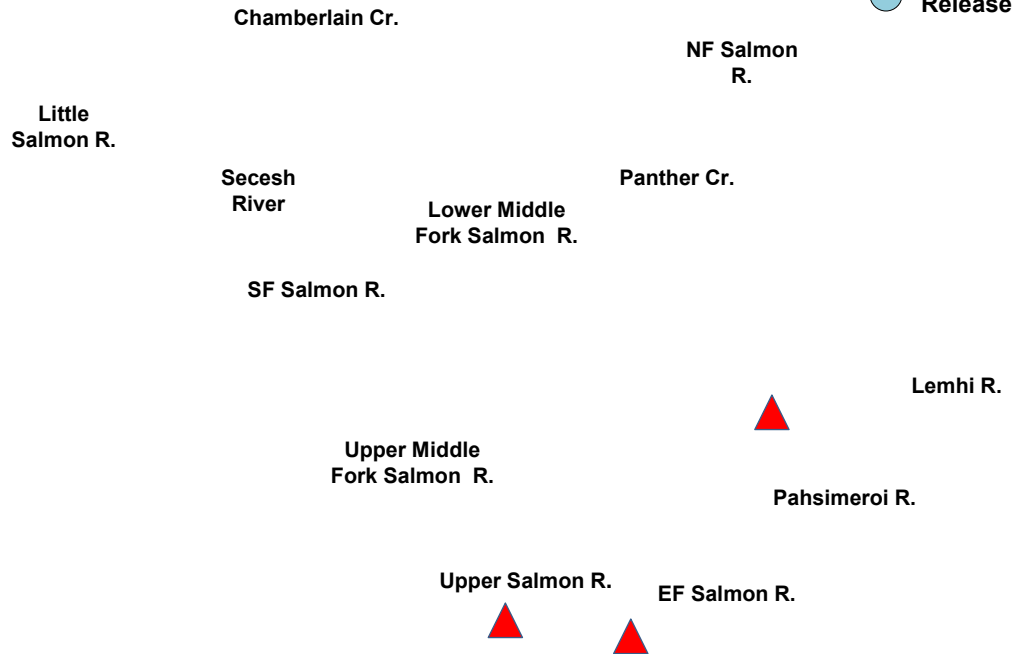 Release
Chamberlain Cr.
NF Salmon
R.
Little
Salmon R.
Secesh
River
Panther Cr.
Lower Middle
Fork Salmon R.
SF Salmon R.
Lemhi R.
Upper Middle
Fork Salmon R.
Pahsimeroi R.
Upper Salmon R.
EF Salmon R.